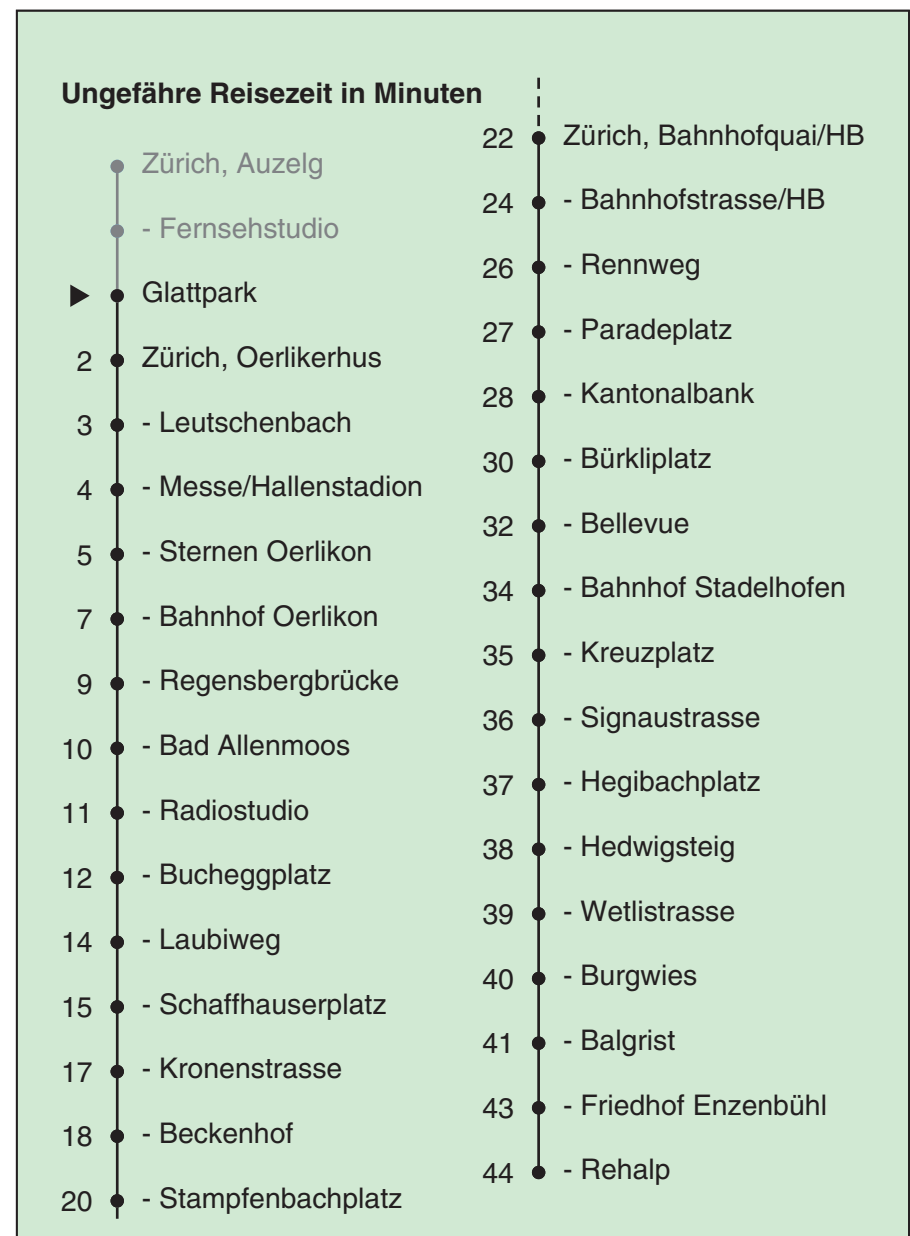 Ungefähre Reisezeit in Minuten
Zürich, Auzelg
- Fernsehstudio
Glattpark
2 Zürich, Oerlikerhus
3 - Leutschenbach
4 - Messe/Hallenstadion
5 - Sternen Oerlikon
7 - Bahnhof Oerlikon
9 - Regensbergbrücke
10 - Bad Allenmoos
11 - Radiostudio
12 - Bucheggplatz
14 - Laubiweg
15 - Schaffhauserplatz
17 - Kronenstrasse
18 - Beckenhof
20 - Stampfenbachplatz
22 Zürich, Bahnhofquai/HB
24 - Bahnhofstrasse/HB
26 - Rennweg
27 - Paradeplatz
28 - Kantonalbank
30 - Bürkliplatz
32 - Bellevue
34 - Bahnhof Stadelhofen
35 - Kreuzplatz
36 - Signaustrasse
37 - Hegibachplatz
38 - Hedwigsteig
39 - Wetlistrasse
40 - Burgwies
41 - Balgrist
43 - Friedhof Enzenbühl
44 - Rehalp